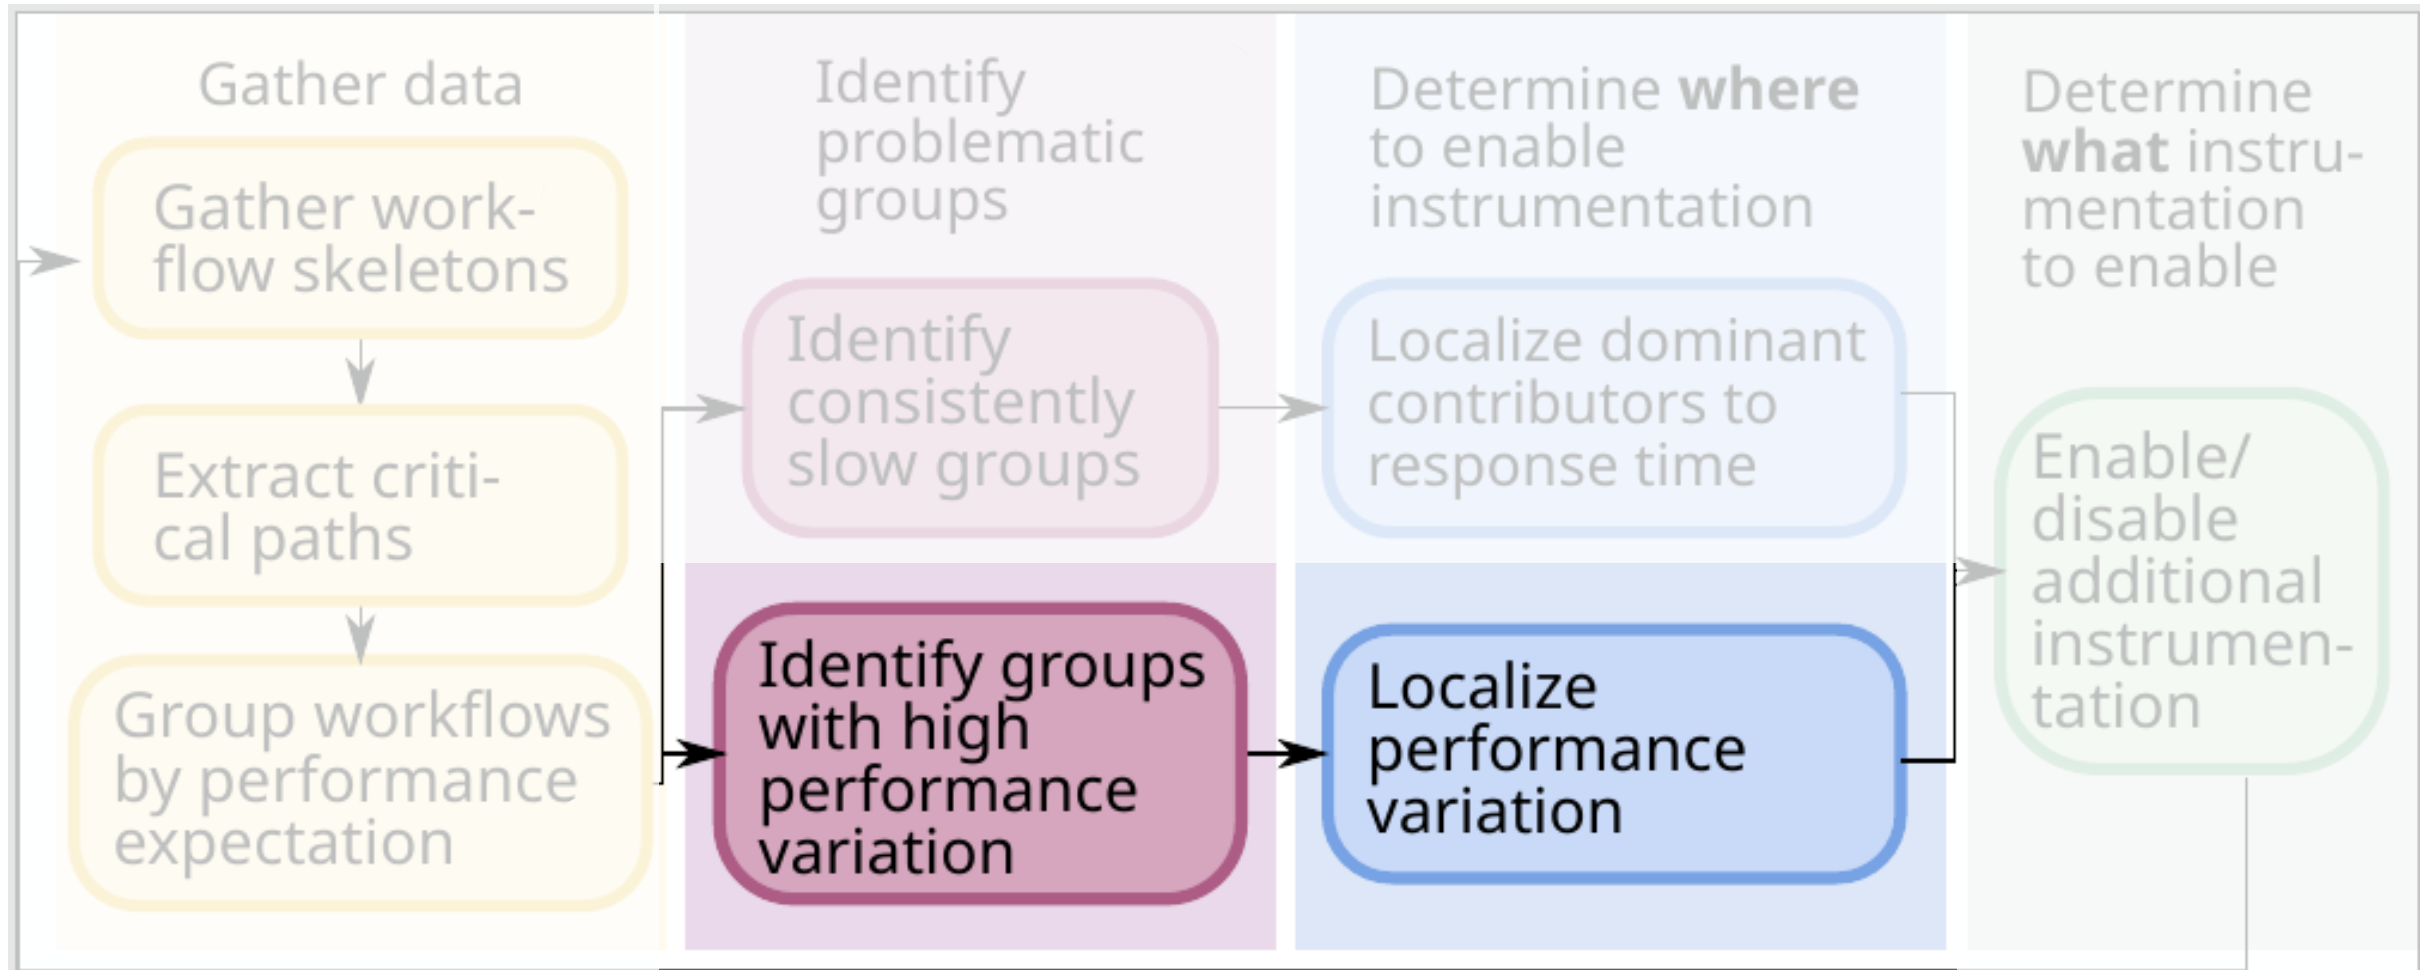 Gather data
Gather work-
flow skeletons
Extract criti-
cal paths
Group workflows
by performance
expectation
Identify
problematic
groups
Identify
consistently
slow groups
Identify groups
with high
performance
variation
Determine where
to enable
instrumentation
Localize dominant
contributors to
response time
Localize
performance
variation
Determine
what instru-
mentation
to enable
Enable/
disable
additional
instrumen-
tation